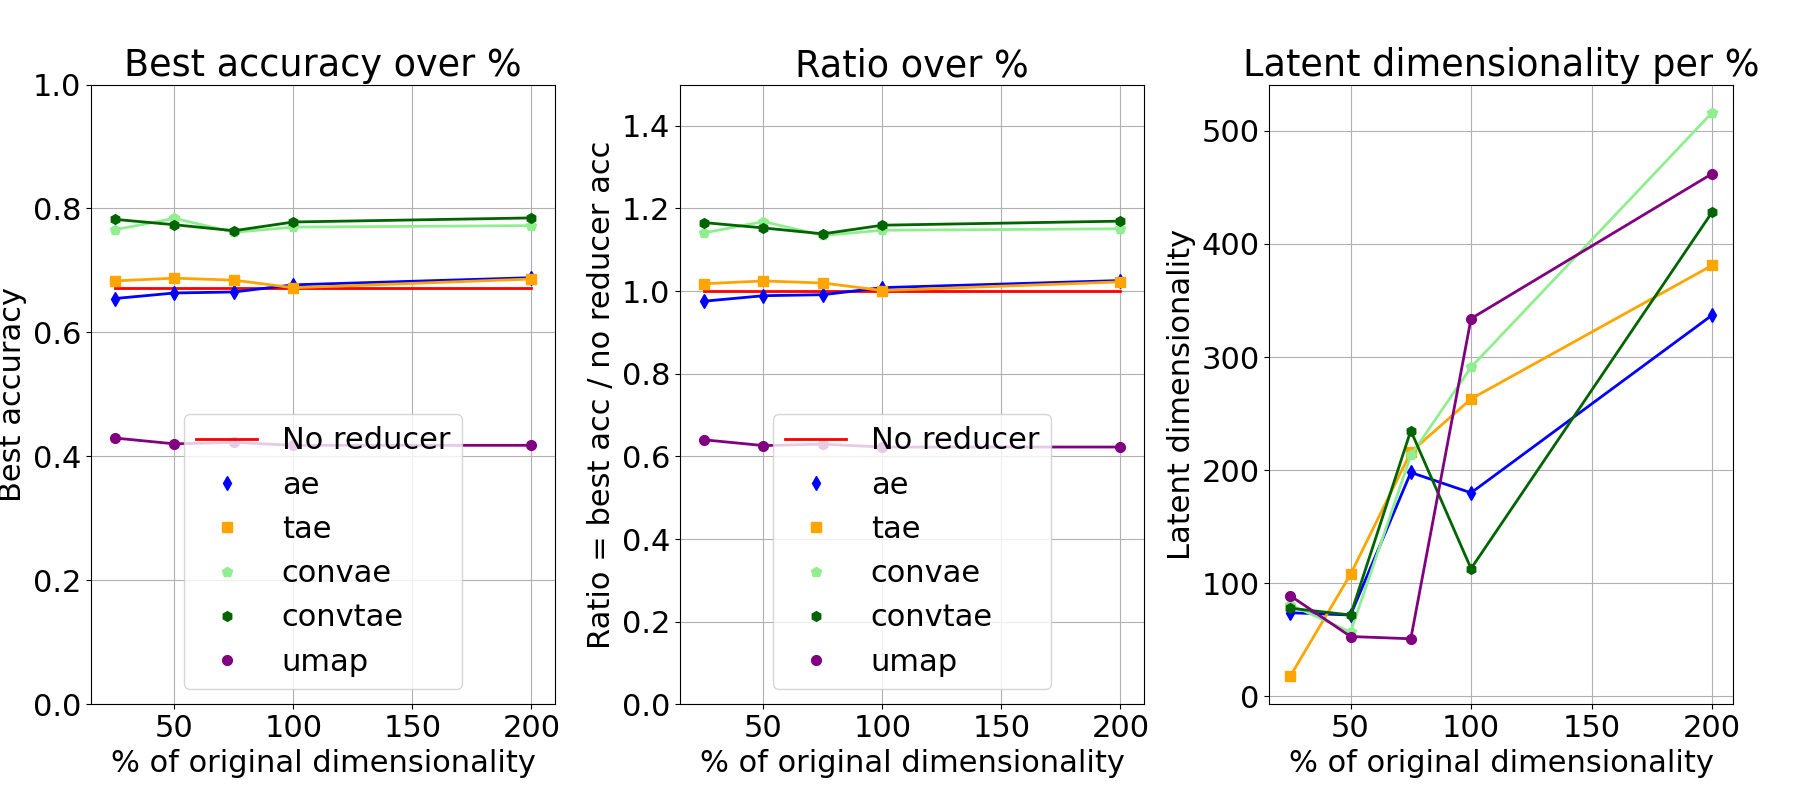 Best accuracy over %
Best accuracy
1.0
0.8
0.6
0.4
0.2
0.0
50
100
150
200
% of original dimensionality
No reducer
ae
tae
convae
convtae
umap
Ratio over %
Ratio = best acc / no reducer acc
1.4
1.2
1.0
0.8
0.6
0.4
0.2
0.0
50
100
150
200
% of original dimensionality
No reducer
ae
tae
convae
convtae
umap
Latent dimensionality per %
Latent dimensionality
500
400
300
200
100
0
50
100
150
200
% of original dimensionality